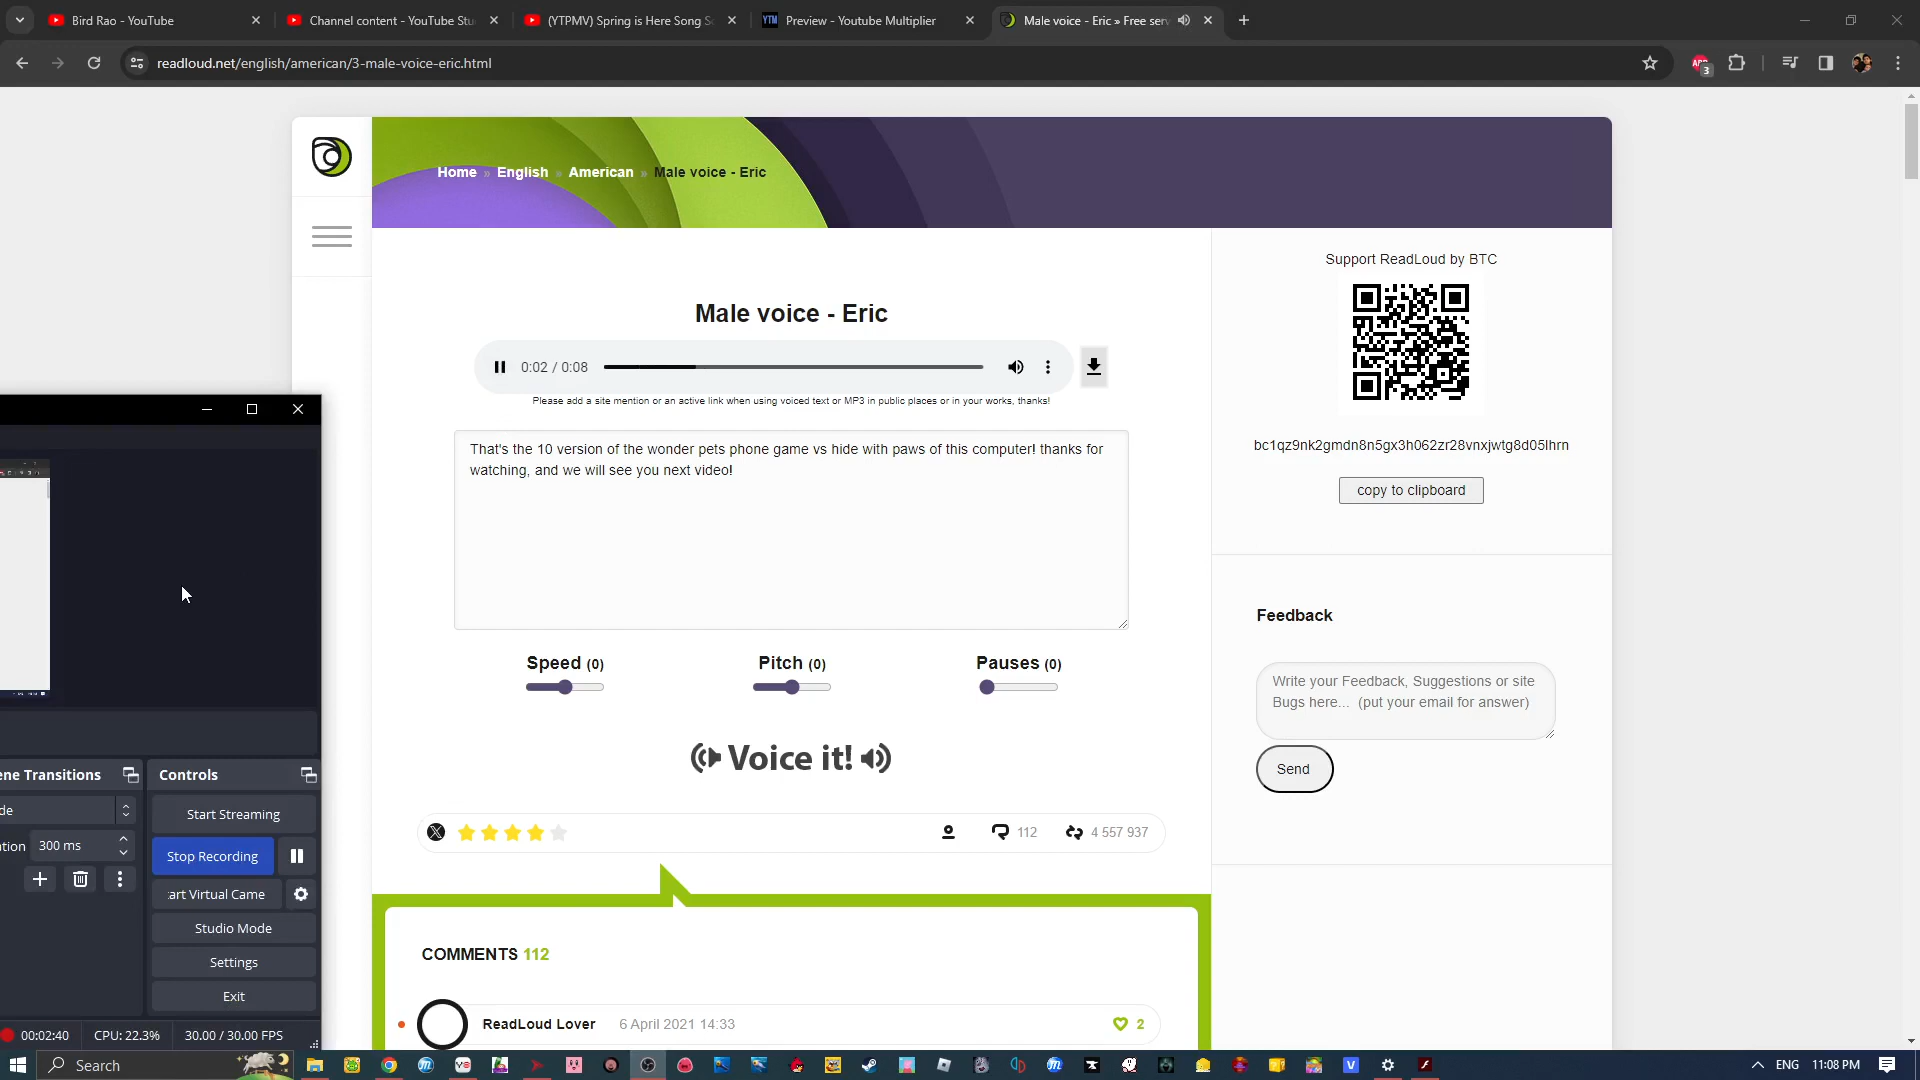 Bird Rao - YouTube
Channel content - YouTube Stu
(YTPMV) Spring is Here Song S
YTM
Preview - Youtube Multiplier
Male voice - Eric » Free serv
readloud.net/english/american/3-male-voice-eric.html
3
Home » English » American » Male voice - Eric
Support ReadLoud by BTC
Male voice - Eric
0:02 / 0:08
Please add a site mention or an active link when using voiced text or MP3 in public places or in your works, thanks!
That's the 10 version of the wonder pets phone game vs hide with paws of this computer! thanks for
watching, and we will see you next video!
bc1qz9nk2gmdn8n5gx3h062zr28vnxjwtg8d05lhrn
copy to clipboard
Feedback
Write your Feedback, Suggestions or site
Bugs here... (put your email for answer)
Send
Speed (0)
Pitch (0)
Pauses (0)
Voice it!
112
4 557 937
COMMENTS 112
ReadLoud Lover
6 April 2021 14:33
2
ene Transitions
Controls
de
Start Streaming
ation
300 ms
Stop Recording
art Virtual Came
Studio Mode
Settings
Exit
00:02:40
CPU: 22.3%
30.00 / 30.00 FPS
Search
ENG
11:08 PM